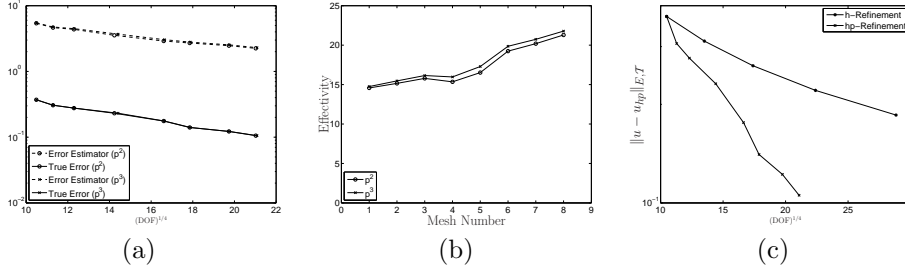 10^1
10^0
10^{-1}
10^{-2}
10 12 14 16 18 20 22
(DOF)^{1/4}
Error Estimator (p^2)
True Error (p^2)
Error Estimator (p^3)
True Error (p^3)
(a)
Effectivity
25
20
15
10
5
0
0 1 2 3 4 5 6 7 8 9
Mesh Number
p^2
p^3
(b)
‖u − u_{hp}‖_{E,𝒯}
10^{-1}
10 15 20 25
(DOF)^{1/4}
h−Refinement
hp−Refinement
(c)